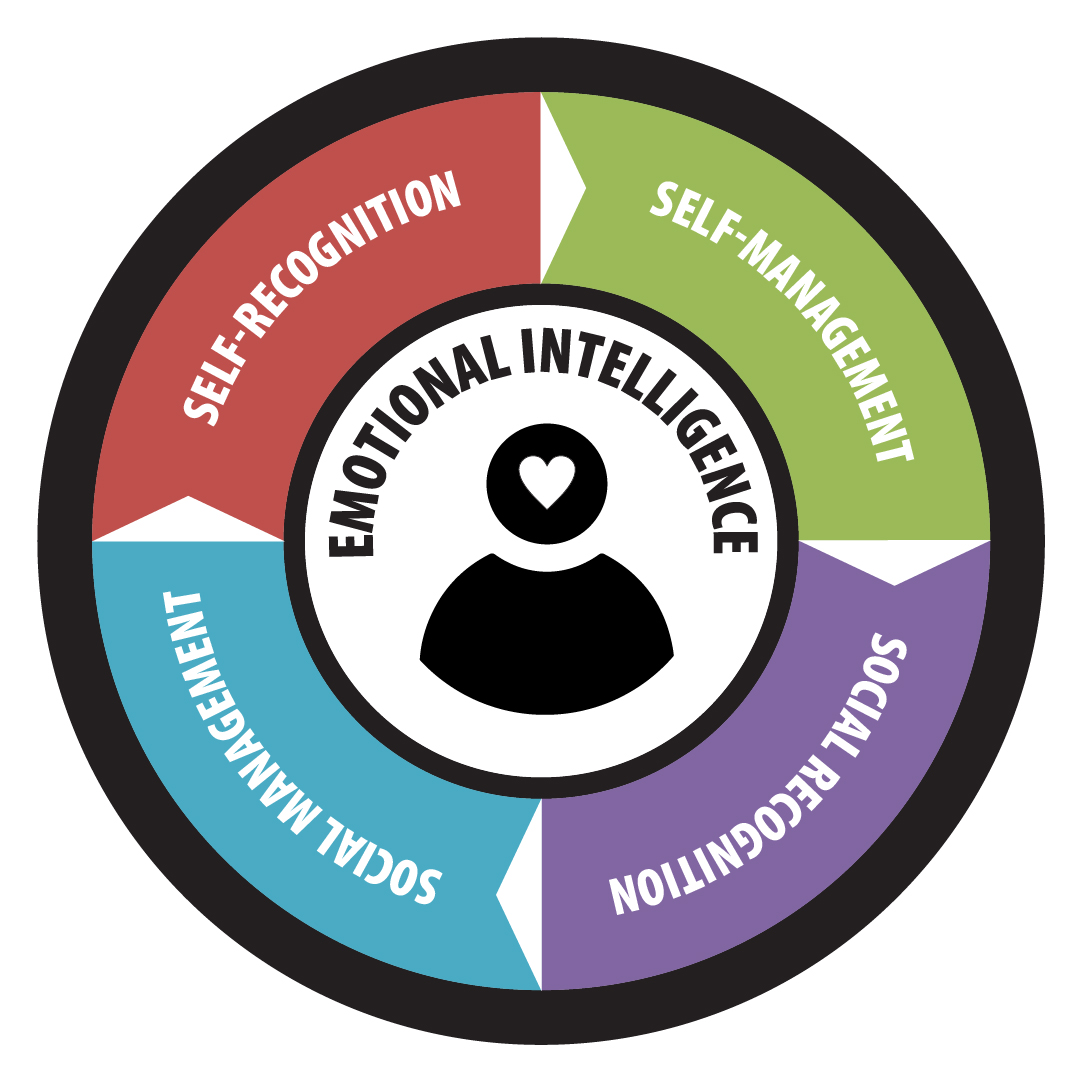 SELF-RECOGNITION
SELF-MANAGEMENT
EMOTIONAL INTELLIGENCE
SOCIAL RECOGNITION
SOCIAL MANAGEMENT